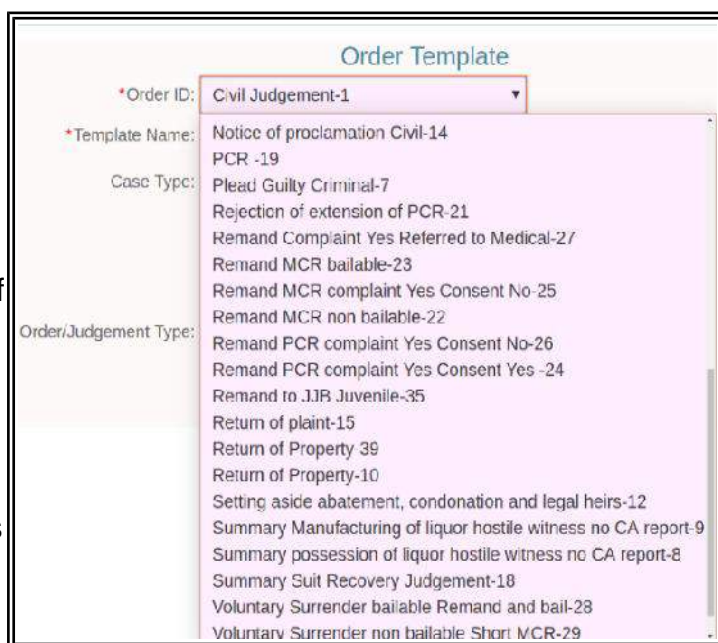 Order Template
*Order ID: Civil Judgement-1
*Template Name:
Case Type:
Order/Judgement Type:
Notice of proclamation Civil-14
PCR -19
Plead Guilty Criminal-7
Rejection of extension of PCR-21
Remand Complaint Yes Referred to Medical-27
Remand MCR bailable-23
Remand MCR complaint Yes Consent No-25
Remand MCR non bailable-22
Remand PCR complaint Yes Consent No-26
Remand PCR complaint Yes Consent Yes -24
Remand to JJB Juvenile-35
Return of plaint-15
Return of Property-39
Return of Property-10
Setting aside abatement, condonation and legal heirs-12
Summary Manufacturing of liquor hostile witness no CA report-9
Summary possession of liquor hostile witness no CA report-8
Summary Suit Recovery Judgement-18
Voluntary Surrender bailable Remand and bail-28
Voluntary Surrender non bailable Short MCR-29